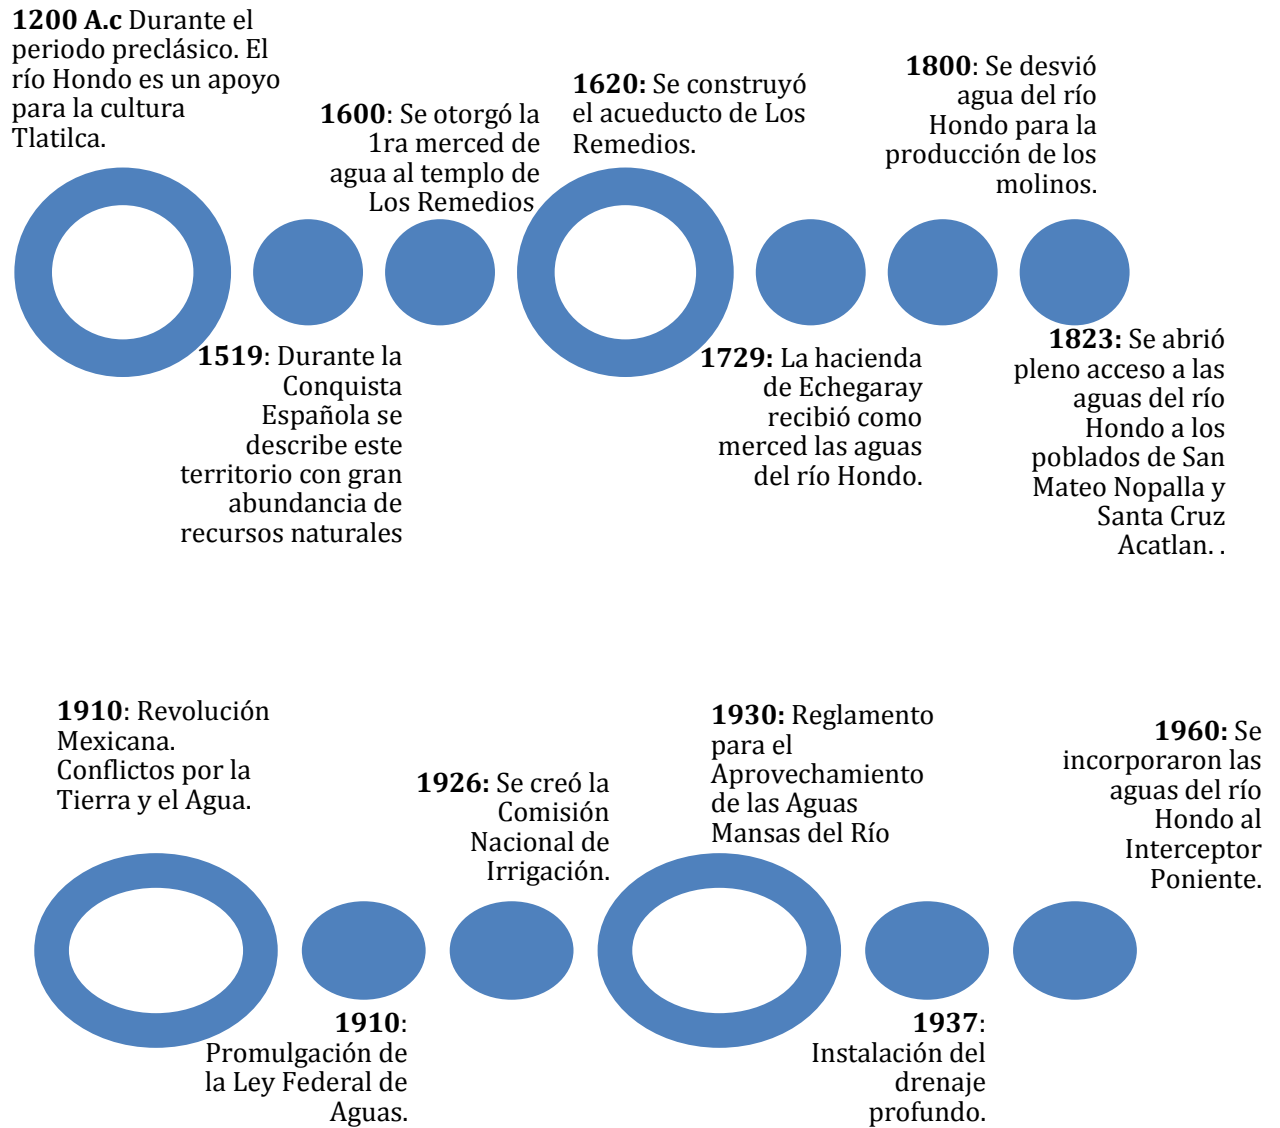 1200 A.c Durante el
periodo preclásico. El
río Hondo es un apoyo
para la cultura
Tlatilca.
1519: Durante la
Conquista
Española se
describe este
territorio con gran
abundancia de
recursos naturales
1600: Se otorgó la
1ra merced de
agua al templo de
Los Remedios
1620: Se construyó
el acueducto de Los
Remedios.
1729: La hacienda
de Echegaray
recibió como
merced las aguas
del río Hondo.
1800: Se desvió
agua del río
Hondo para la
producción de los
molinos.
1823: Se abrió
pleno acceso a las
aguas del río
Hondo a los
poblados de San
Mateo Nopalla y
Santa Cruz
Acatlan. .
1910: Revolución
Mexicana.
Conflictos por la
Tierra y el Agua.
1910:
Promulgación de
la Ley Federal de
Aguas.
1926: Se creó la
Comisión
Nacional de
Irrigación.
1930: Reglamento
para el
Aprovechamiento
de las Aguas
Mansas del Río
1937:
Instalación del
drenaje
profundo.
1960: Se
incorporaron las
aguas del río
Hondo al
Interceptor
Poniente.